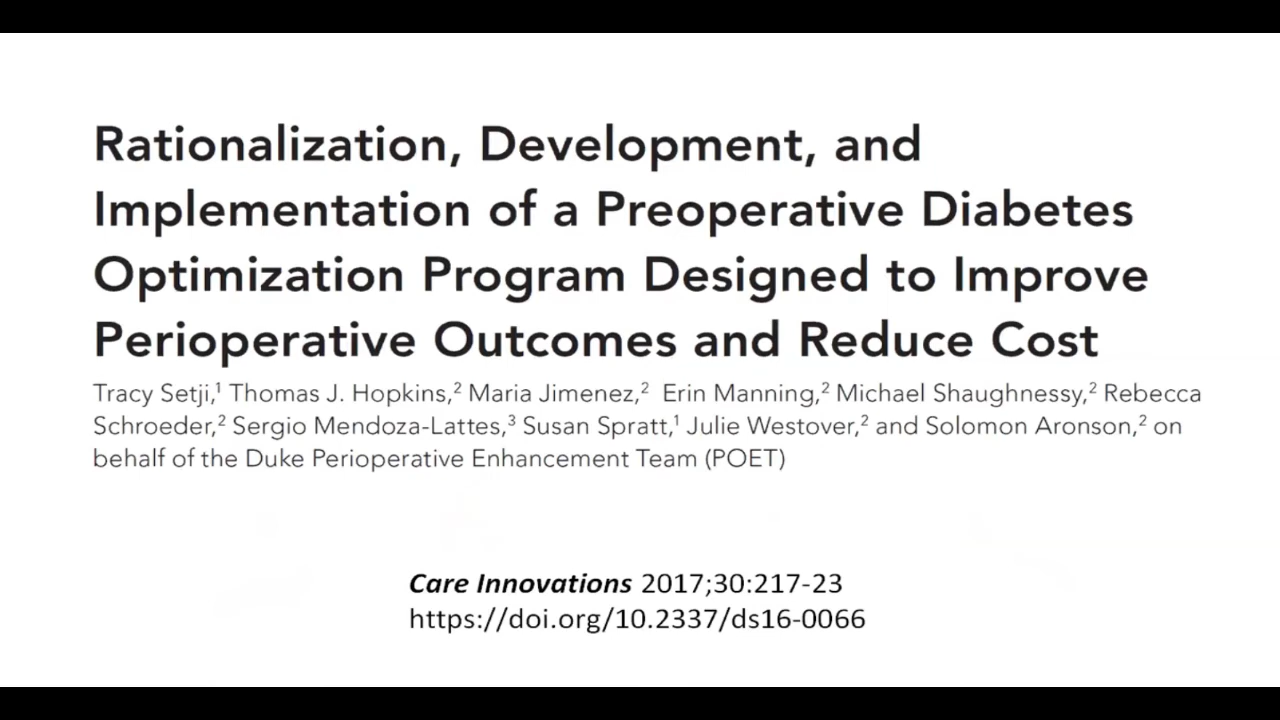 Rationalization, Development, and
Implementation of a Preoperative Diabetes
Optimization Program Designed to Improve
Perioperative Outcomes and Reduce Cost
Tracy Setji,¹ Thomas J. Hopkins,² Maria Jimenez,² Erin Manning,² Michael Shaughnessy,² Rebecca
Schroeder,² Sergio Mendoza-Lattes,³ Susan Spratt,¹ Julie Westover,² and Solomon Aronson,² on
behalf of the Duke Perioperative Enhancement Team (POET)
Care Innovations 2017;30:217-23
https://doi.org/10.2337/ds16-0066